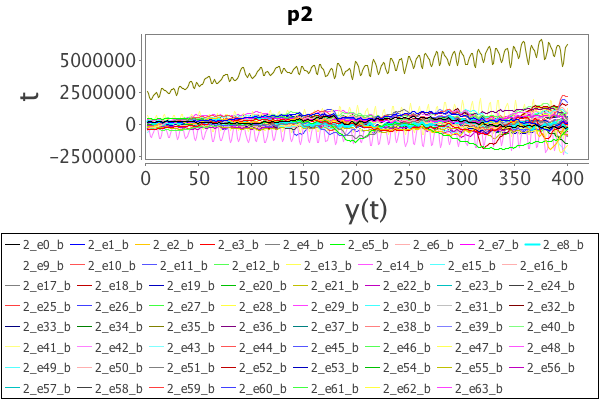 p2
t
5000000
2500000
0
−2500000
0 50 100 150 200 250 300 350 400
y(t)
2_e0_b 2_e1_b 2_e2_b 2_e3_b 2_e4_b 2_e5_b 2_e6_b 2_e7_b 2_e8_b
2_e9_b 2_e10_b 2_e11_b 2_e12_b 2_e13_b 2_e14_b 2_e15_b 2_e16_b
2_e17_b 2_e18_b 2_e19_b 2_e20_b 2_e21_b 2_e22_b 2_e23_b 2_e24_b
2_e25_b 2_e26_b 2_e27_b 2_e28_b 2_e29_b 2_e30_b 2_e31_b 2_e32_b
2_e33_b 2_e34_b 2_e35_b 2_e36_b 2_e37_b 2_e38_b 2_e39_b 2_e40_b
2_e41_b 2_e42_b 2_e43_b 2_e44_b 2_e45_b 2_e46_b 2_e47_b 2_e48_b
2_e49_b 2_e50_b 2_e51_b 2_e52_b 2_e53_b 2_e54_b 2_e55_b 2_e56_b
2_e57_b 2_e58_b 2_e59_b 2_e60_b 2_e61_b 2_e62_b 2_e63_b